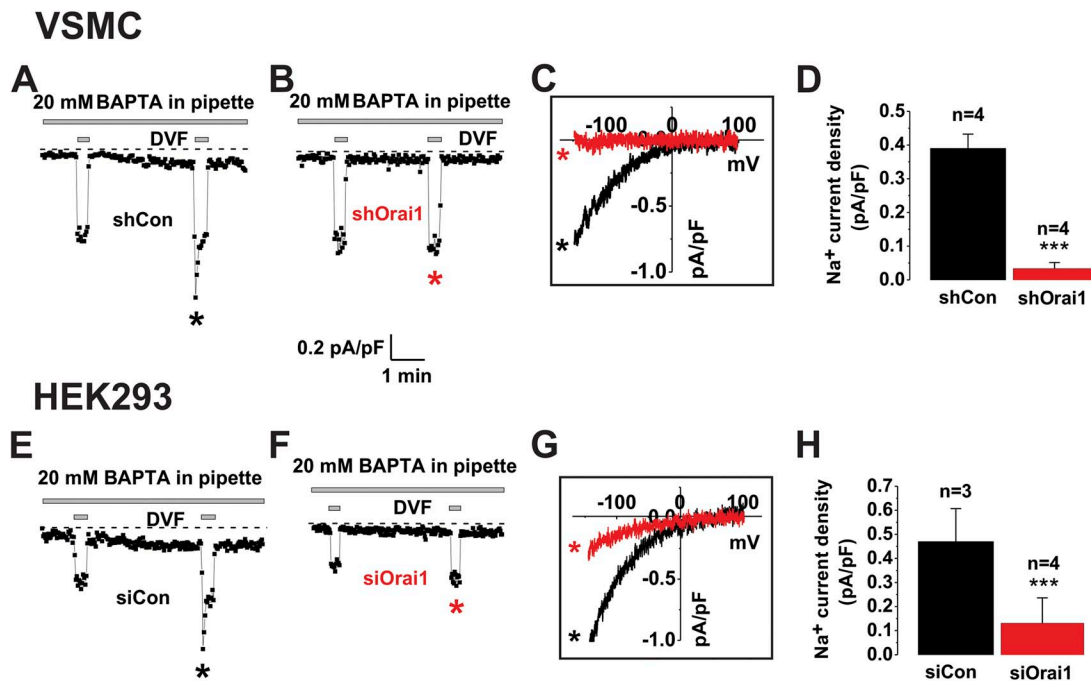 VSMC
A
20 mM BAPTA in pipette
DVF
shCon
*
B
20 mM BAPTA in pipette
DVF
shOrai1
*
0.2 pA/pF
1 min
C
-100 0 100
mV
*
-0.5
*
-1.0
pA/pF
D
Na+ current density
(pA/pF)
0.5
0.4
0.3
0.2
0.1
0.0
n=4
n=4
***
shCon shOrai1
HEK293
E
20 mM BAPTA in pipette
DVF
siCon
*
F
20 mM BAPTA in pipette
DVF
siOrai1
*
G
-100 0 100
0.0
mV
*
-0.5
*
-1.0
pA/pF
H
Na+ current density
(pA/pF)
0.7
0.6
0.5
0.4
0.3
0.2
0.1
0.0
n=3
n=4
***
siCon siOrai1